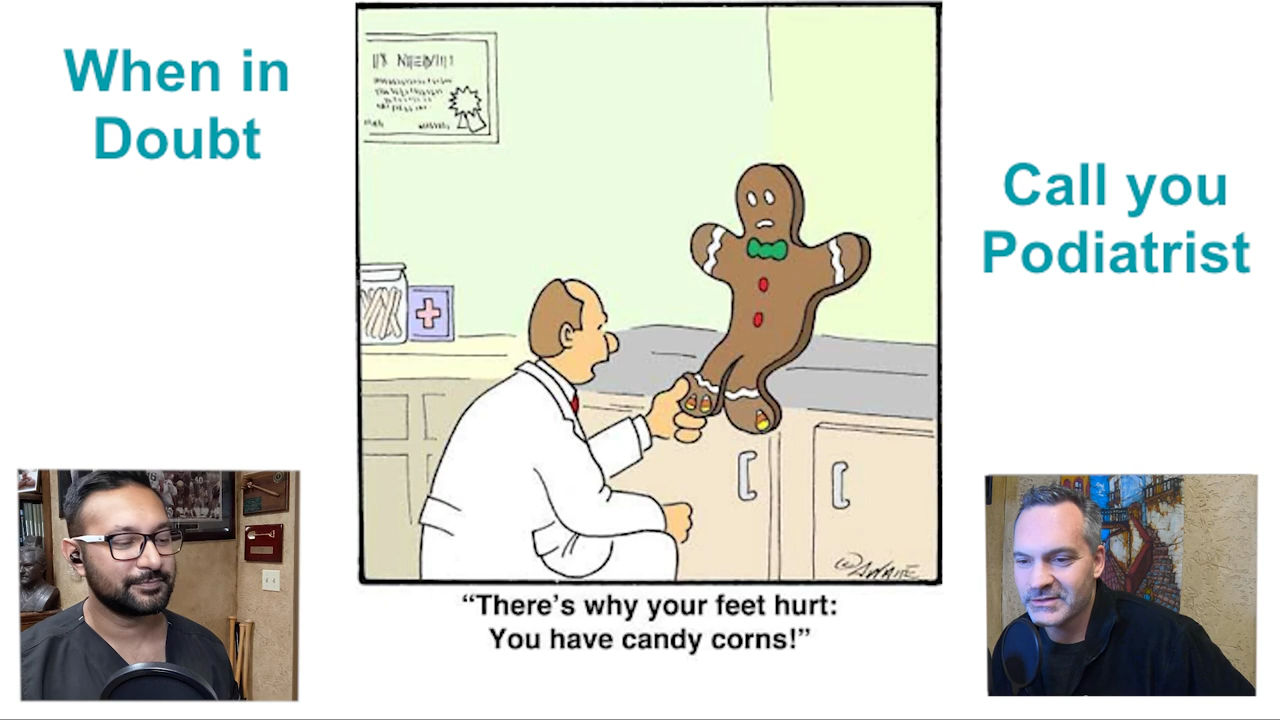 When in
Doubt
Call you
Podiatrist
“There’s why your feet hurt:
You have candy corns!”